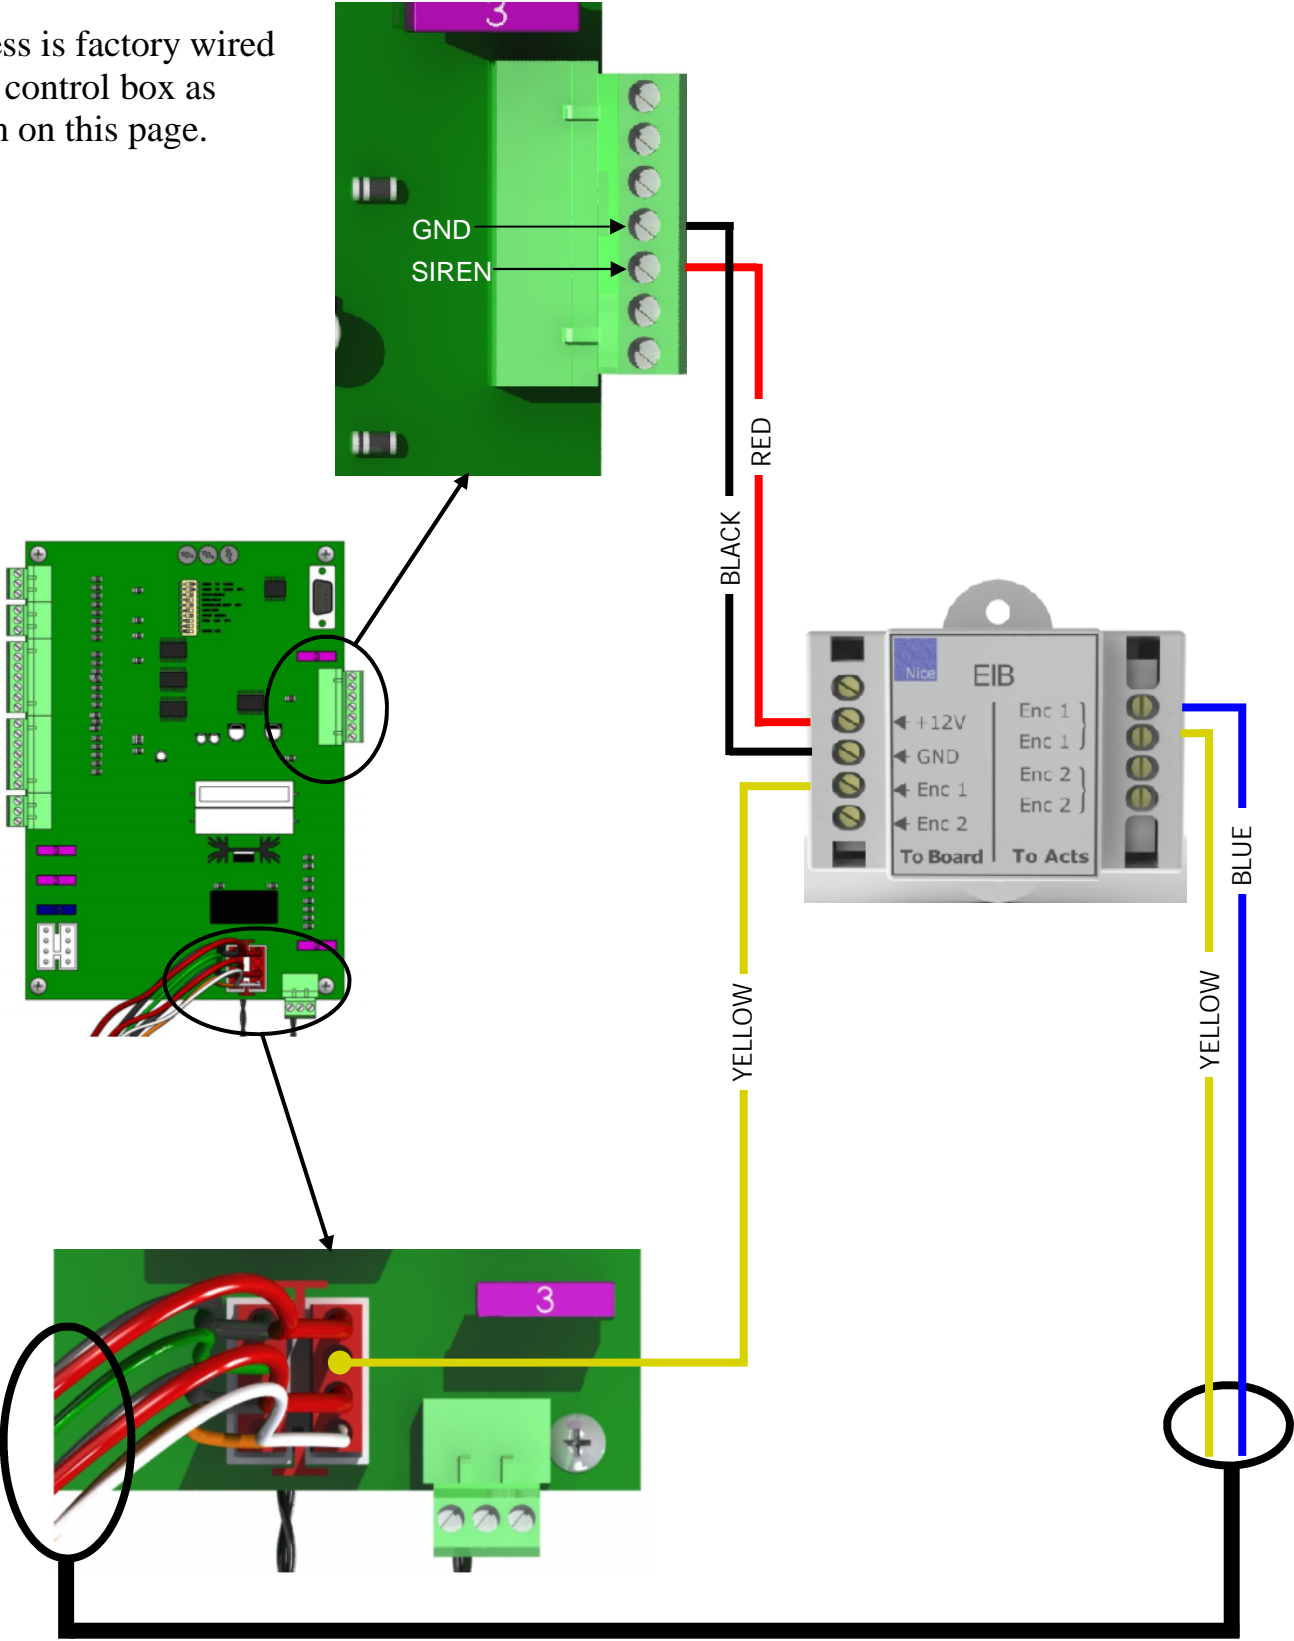 ess is factory wired
control box as
n on this page.
3
GND
SIREN
RED
BLACK
Nice
EIB
+12V
GND
Enc 1
Enc 2
Enc 1
Enc 1
Enc 2
Enc 2
To Board
To Acts
BLUE
YELLOW
YELLOW
3